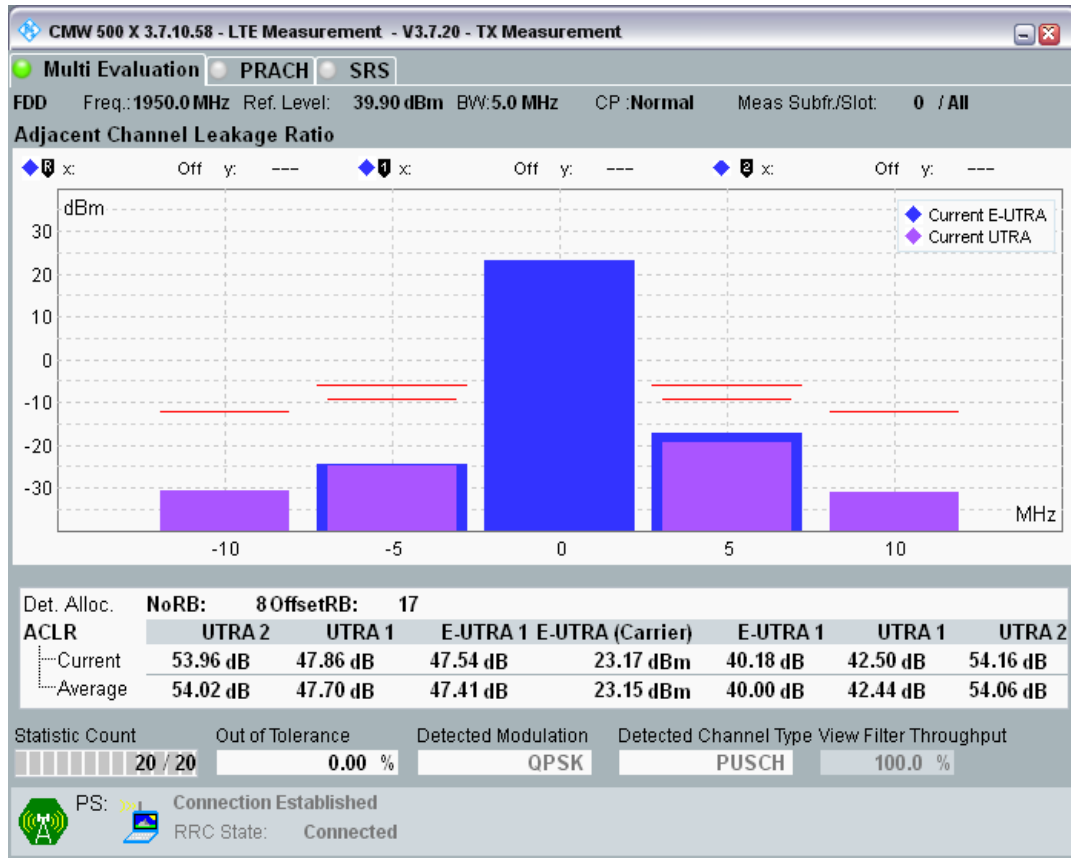 CMW 500 X 3.7.10.58 - LTE Measurement - V3.7.20 - TX Measurement
Multi Evaluation PRACH SRS
FDD Freq.:1950.0 MHz Ref. Level: 39.90 dBm BW:5.0 MHz CP :Normal Meas Subfr./Slot: 0 / All
Adjacent Channel Leakage Ratio
R x: Off y: --- 1 x: Off y: --- 2 x: Off y: ---
dBm
Current E-UTRA
Current UTRA
30
20
10
0
-10
-20
-30
MHz
-10 -5 0 5 10
Det. Alloc. NoRB: 8 OffsetRB: 17
ACLR UTRA 2 UTRA 1 E-UTRA 1 E-UTRA (Carrier) E-UTRA 1 UTRA 1 UTRA 2
Current 53.96 dB 47.86 dB 47.54 dB 23.17 dBm 40.18 dB 42.50 dB 54.16 dB
Average 54.02 dB 47.70 dB 47.41 dB 23.15 dBm 40.00 dB 42.44 dB 54.06 dB
Statistic Count Out of Tolerance Detected Modulation Detected Channel Type View Filter Throughput
20 / 20 0.00 % QPSK PUSCH 100.0 %
PS: Connection Established
RRC State: Connected